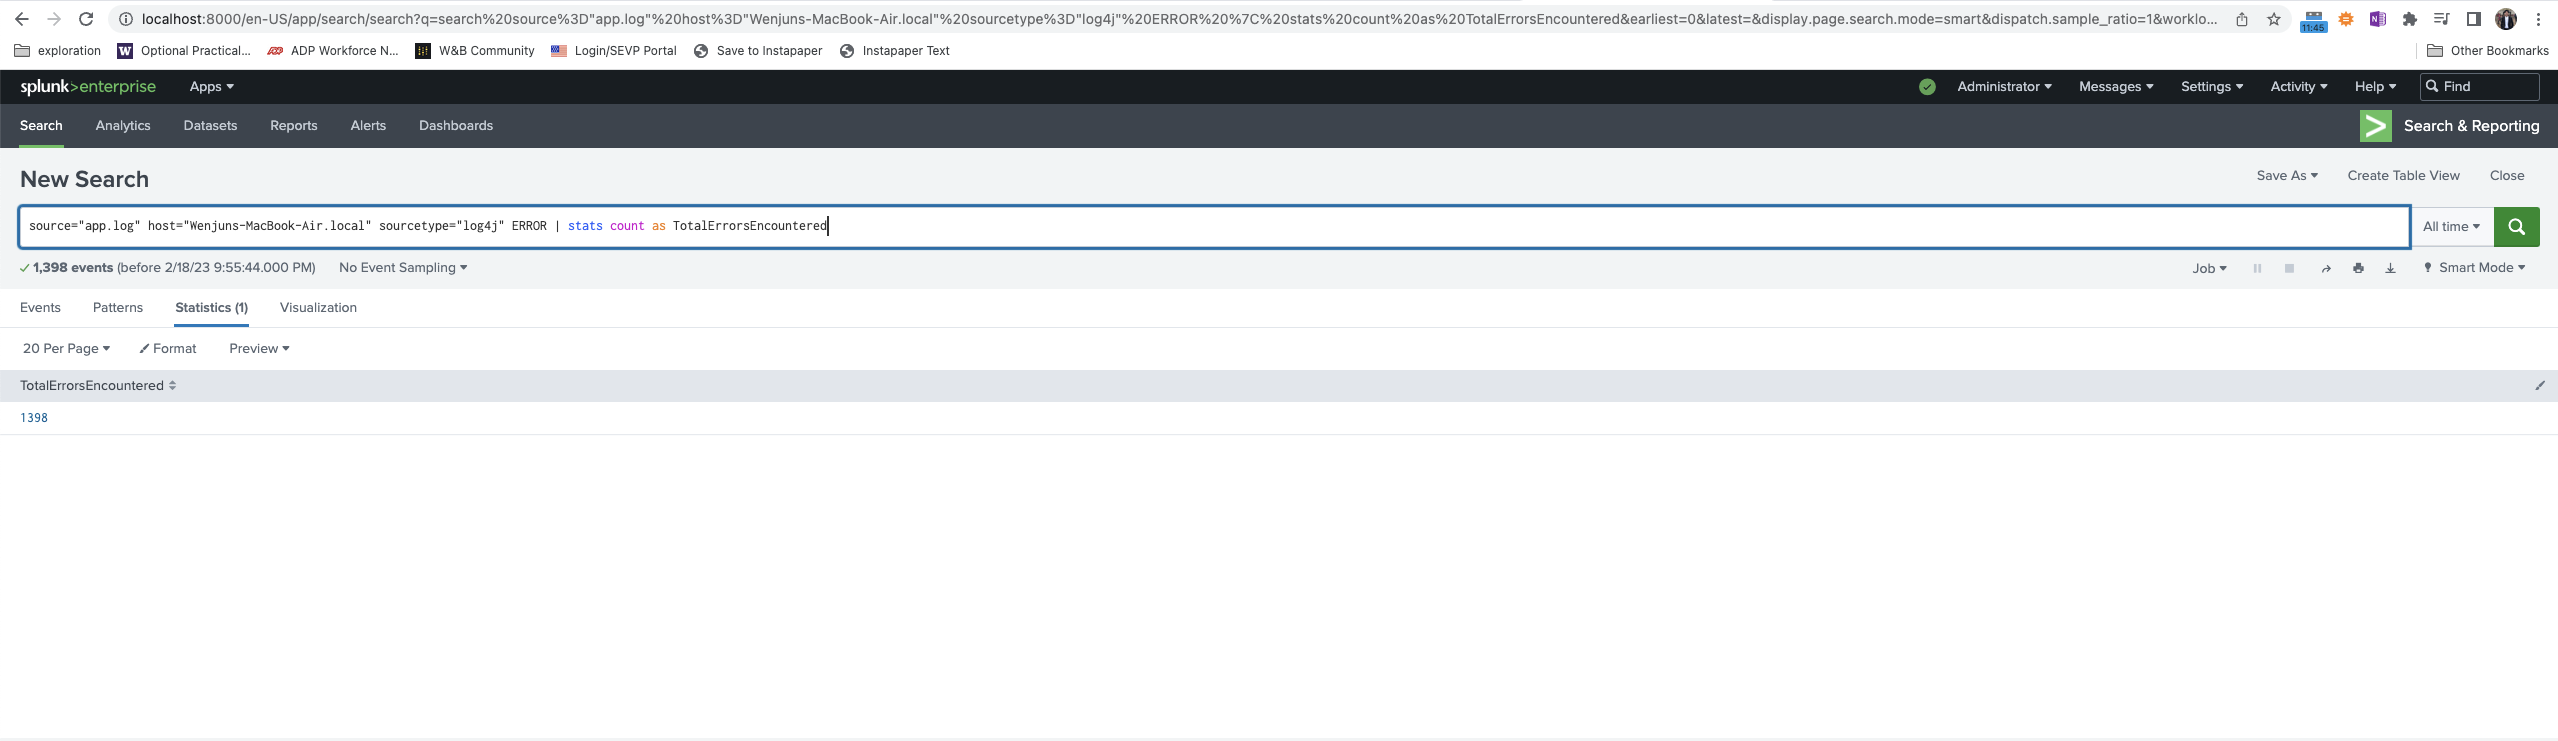 localhost:8000/en-US/app/search/search?q=search%20source%3D"app.log"%20host%3D"Wenjuns-MacBook-Air.local"%20sourcetype%3D"log4j"%20ERROR%20%7C%20stats%20count%20as%20TotalErrorsEncountered&earliest=0&latest=&display.page.search.mode=smart&dispatch.sample_ratio=1&worklo...
11:45
exploration W Optional Practical... ADP Workforce N... W&B Community Login/SEVP Portal Save to Instapaper Instapaper Text Other Bookmarks
splunk>enterprise Apps Administrator Messages Settings Activity Help Find
Search Analytics Datasets Reports Alerts Dashboards > Search & Reporting
New Search Save As Create Table View Close
source="app.log" host="Wenjuns-MacBook-Air.local" sourcetype="log4j" ERROR | stats count as TotalErrorsEncountered All time
1,398 events (before 2/18/23 9:55:44.000 PM) No Event Sampling Job Smart Mode
Events Patterns Statistics (1) Visualization
20 Per Page Format Preview
TotalErrorsEncountered
1398